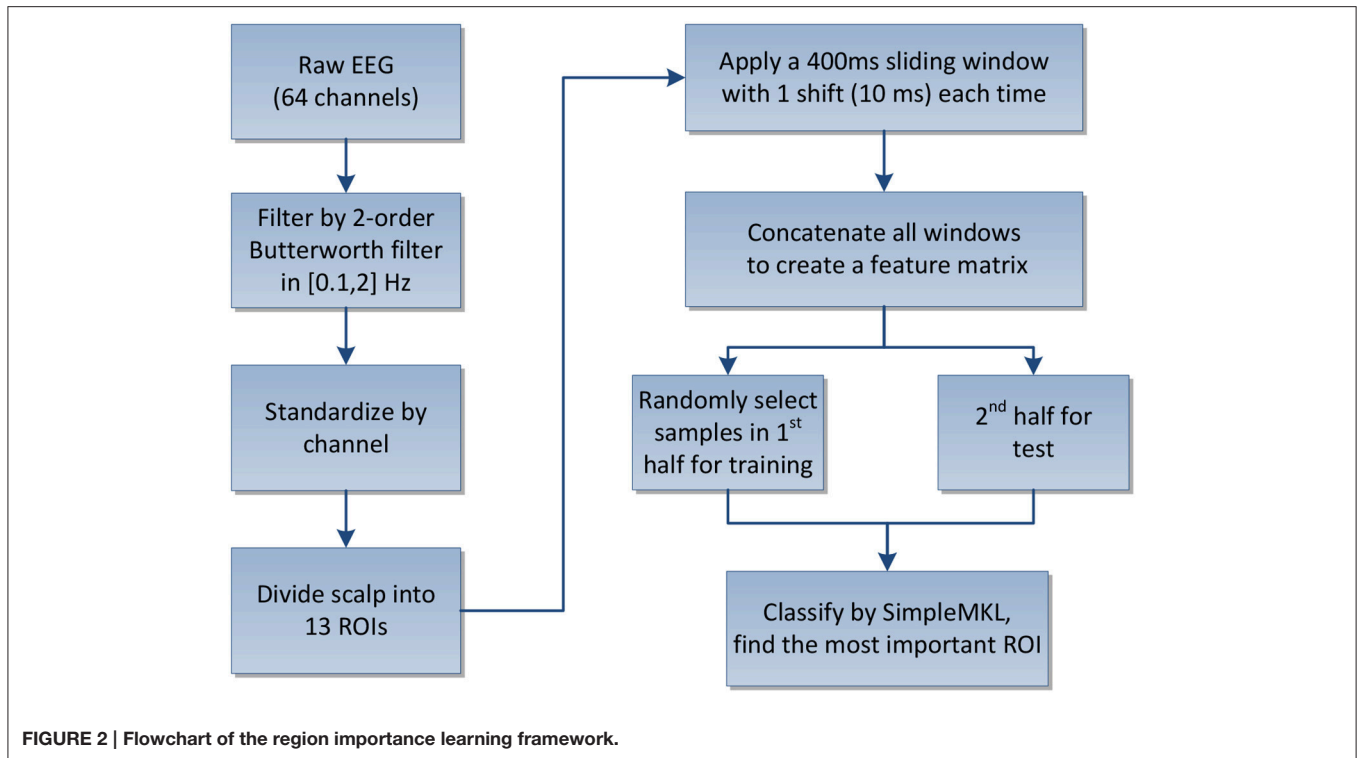 Raw EEG
(64 channels)
Filter by 2-order
Butterworth filter
in [0.1,2] Hz
Standardize by
channel
Divide scalp into
13 ROIs
Apply a 400ms sliding window
with 1 shift (10 ms) each time
Concatenate all windows
to create a feature matrix
Randomly select
samples in 1st
half for training
2nd half for
test
Classify by SimpleMKL,
find the most important ROI
FIGURE 2 | Flowchart of the region importance learning framework.